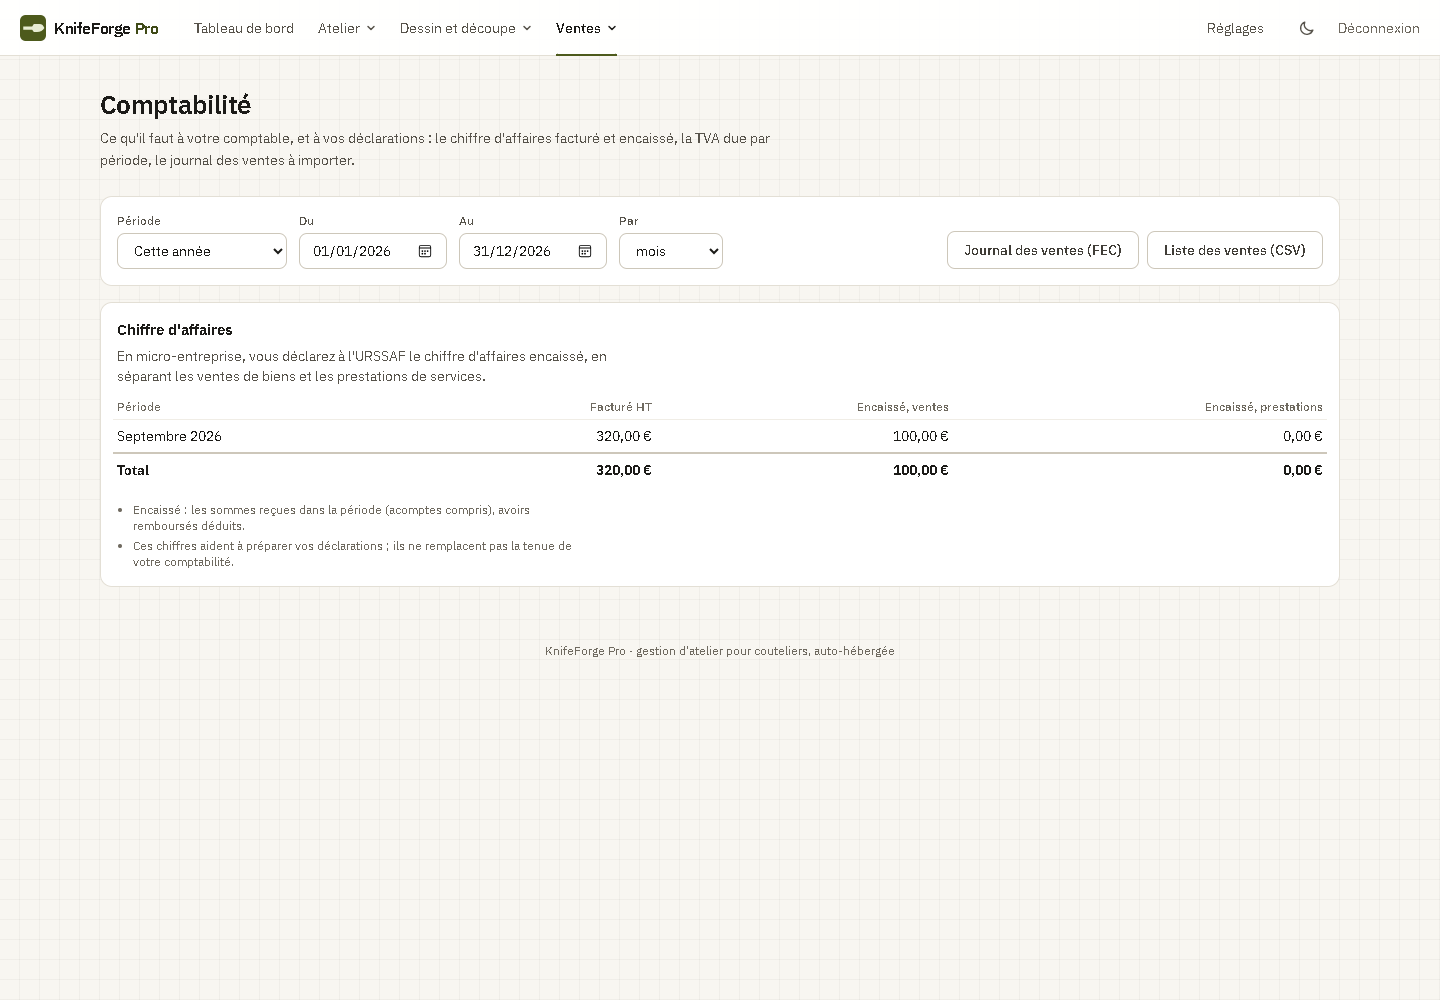 KnifeForge Pro
Tableau de bord
Atelier
Dessin et découpe
Ventes
Réglages
Déconnexion
Comptabilité
Ce qu'il faut à votre comptable, et à vos déclarations : le chiffre d'affaires facturé et encaissé, la TVA due par
période, le journal des ventes à importer.
Période
Du
Au
Par
Cette année
01/01/2026
31/12/2026
mois
Journal des ventes (FEC)
Liste des ventes (CSV)
Chiffre d'affaires
En micro-entreprise, vous déclarez à l'URSSAF le chiffre d'affaires encaissé, en
séparant les ventes de biens et les prestations de services.
Période Facturé HT Encaissé, ventes Encaissé, prestations
Septembre 2026 320,00 € 100,00 € 0,00 €
Total 320,00 € 100,00 € 0,00 €
• Encaissé : les sommes reçues dans la période (acomptes compris), avoirs
remboursés déduits.
• Ces chiffres aident à préparer vos déclarations ; ils ne remplacent pas la tenue de
votre comptabilité.
KnifeForge Pro - gestion d'atelier pour couteliers, auto-hébergée